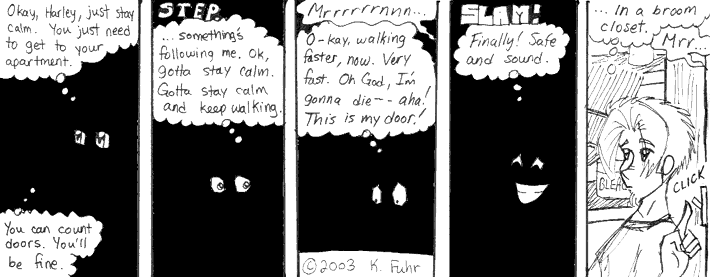 Okay, Harley, just stay
calm. You just need
to get to your
apartment.
You can count
doors. You'll
be fine.
STEP.
...something's
following me. Ok,
gotta stay calm.
Gotta stay calm
and keep walking.
Mrrrrrrnnn...
O-kay, walking
faster, now. Very
fast. Oh God, I'm
gonna die-- aha!
This is my door!
©2003 K. Fuhr
SLAM!
Finally! Safe
and sound.
... In a broom
closet.
Mrr...
BLEA
CLICK